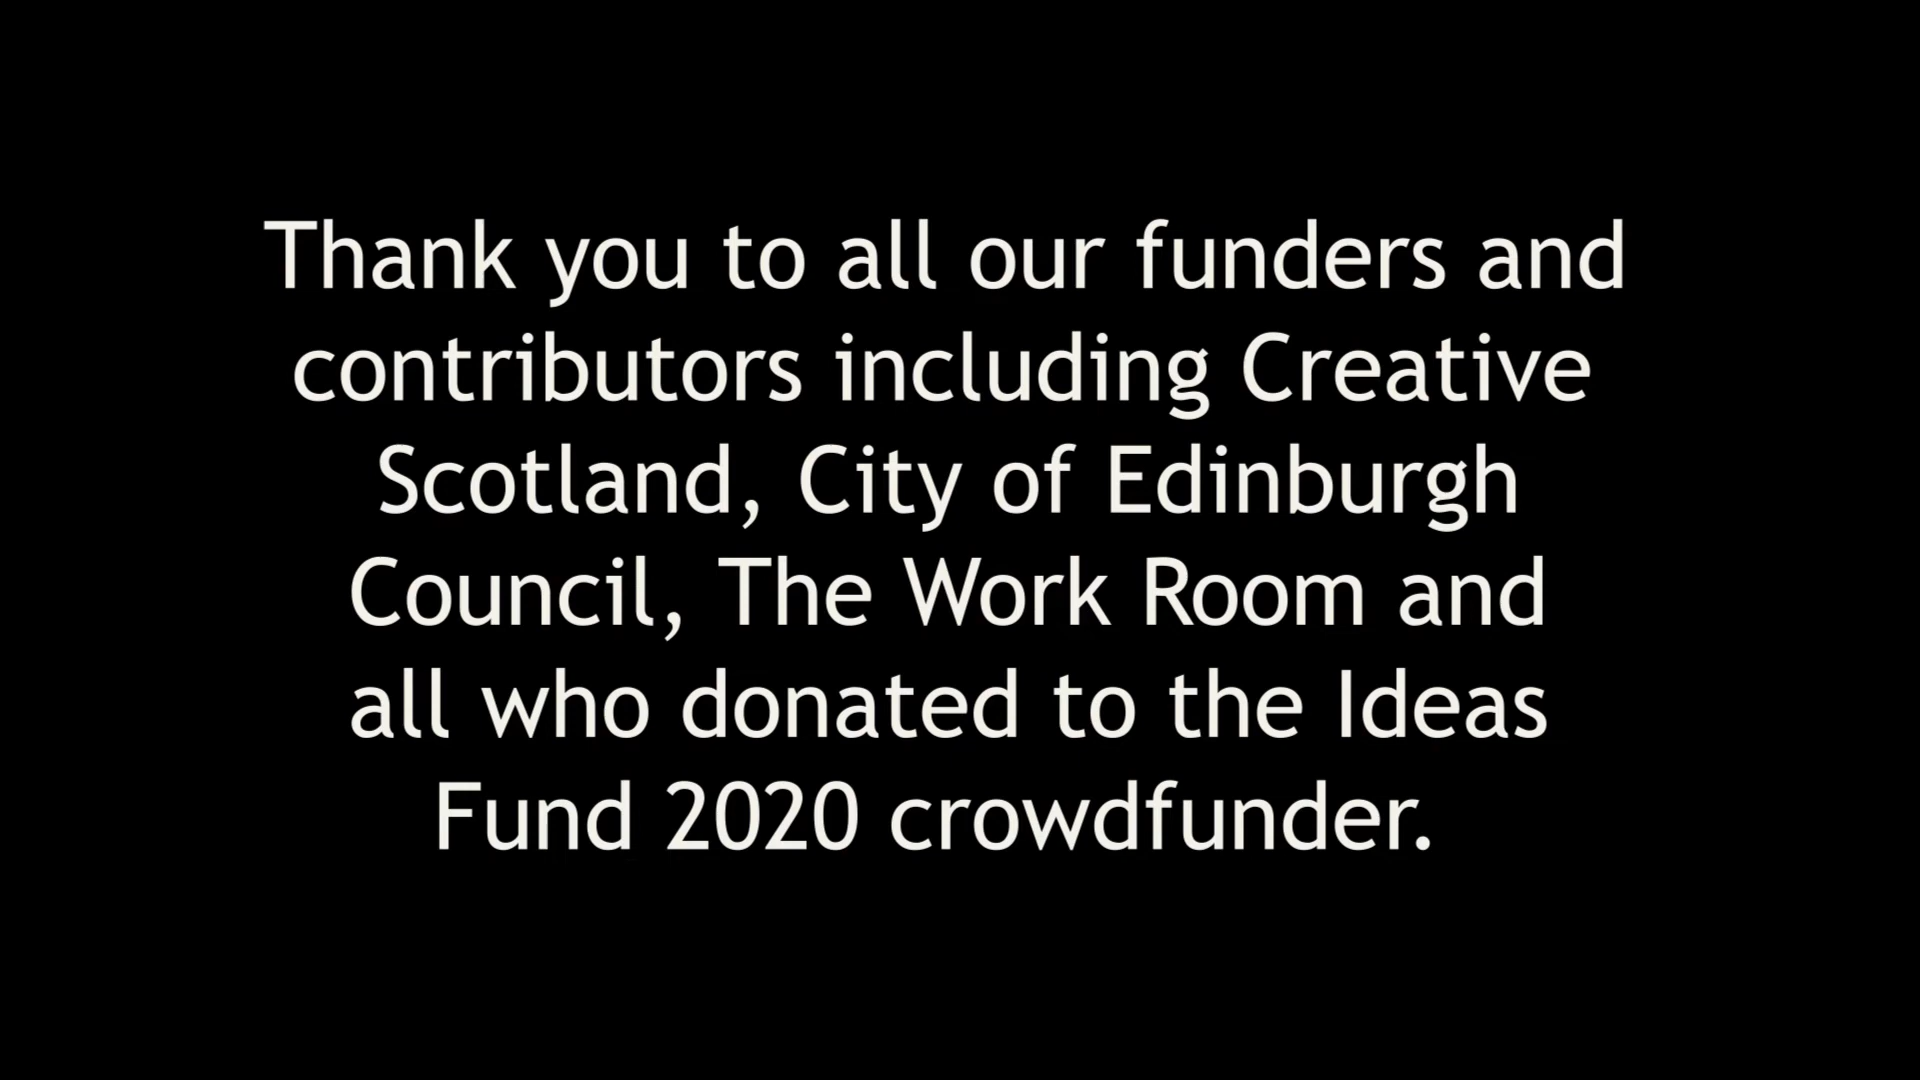 Thank you to all our funders and
contributors including Creative
Scotland, City of Edinburgh
Council, The Work Room and
all who donated to the Ideas
Fund 2020 crowdfunder.